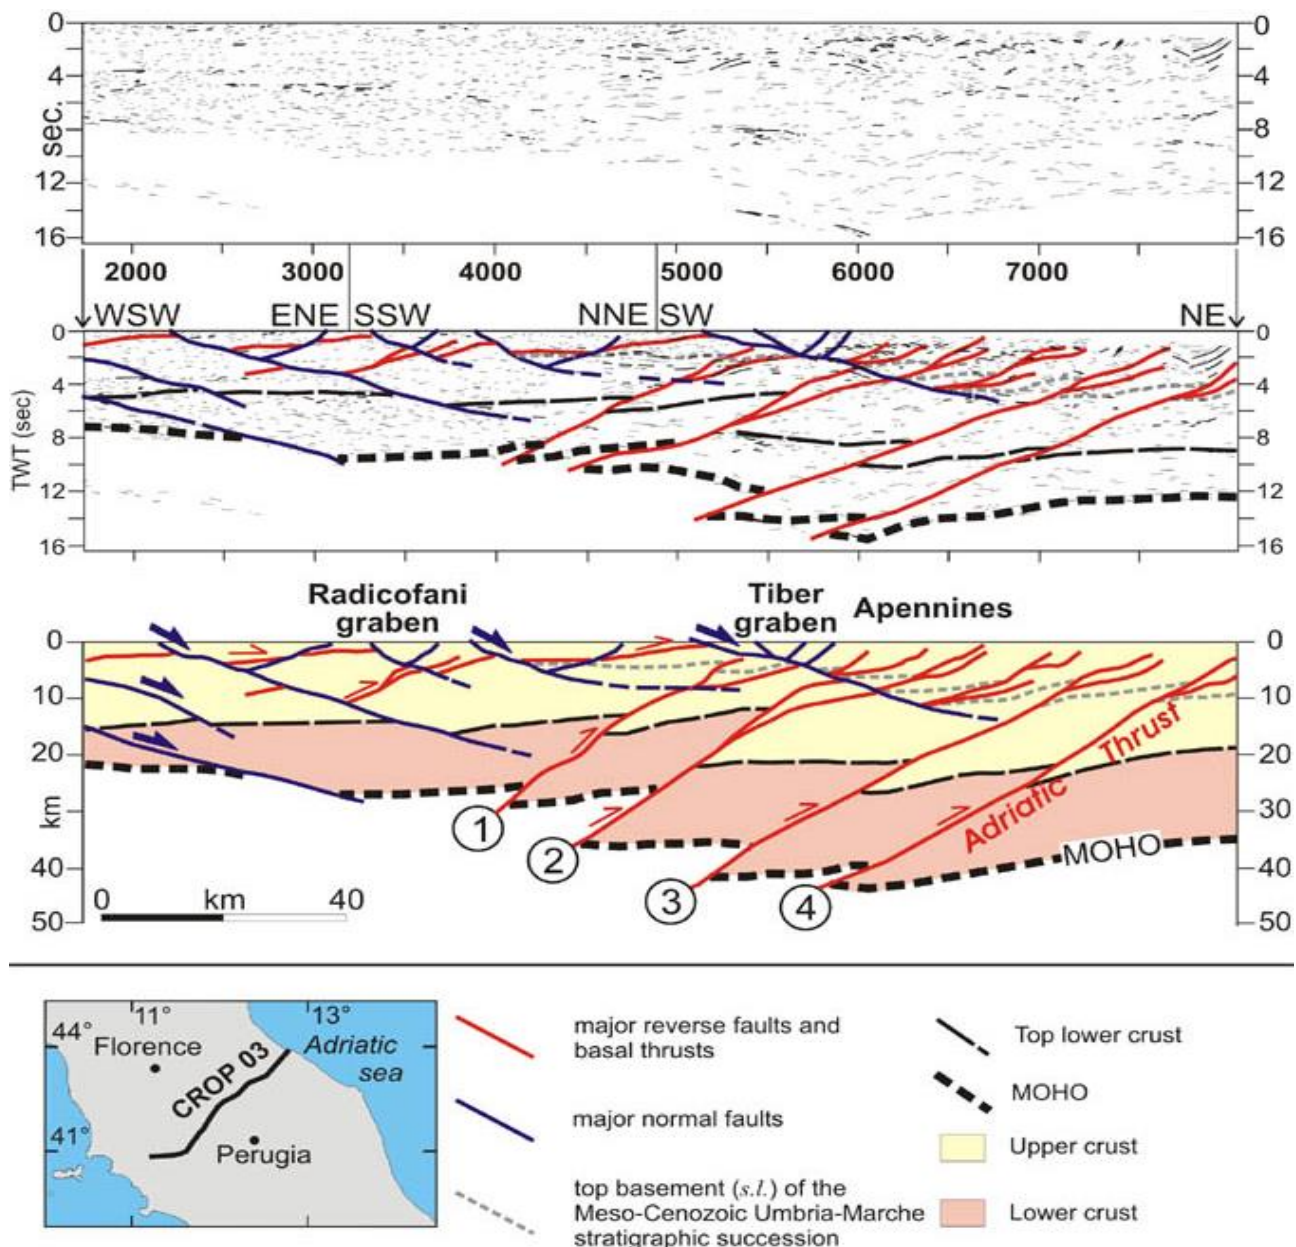 0 0
4 4
8 8
12 12
16 16
sec.
2000 3000 4000 5000 6000 7000
WSW ENE SSW NNE SW NE
0 0
4 4
8 8
12 12
16 16
TWT (sec)
Radicofani
graben
Tiber
graben
Apennines
0 0
10 10
20 20
30 30
40 40
50 50
km
Adriatic Thrust
MOHO
1
2
3
4
0 km 40
11° 13°
44°
41°
Florence
Adriatic
sea
CROP 03
Perugia
major reverse faults and
basal thrusts
major normal faults
top basement (s.l.) of the
Meso-Cenozoic Umbria-Marche
stratigraphic succession
Top lower crust
MOHO
Upper crust
Lower crust